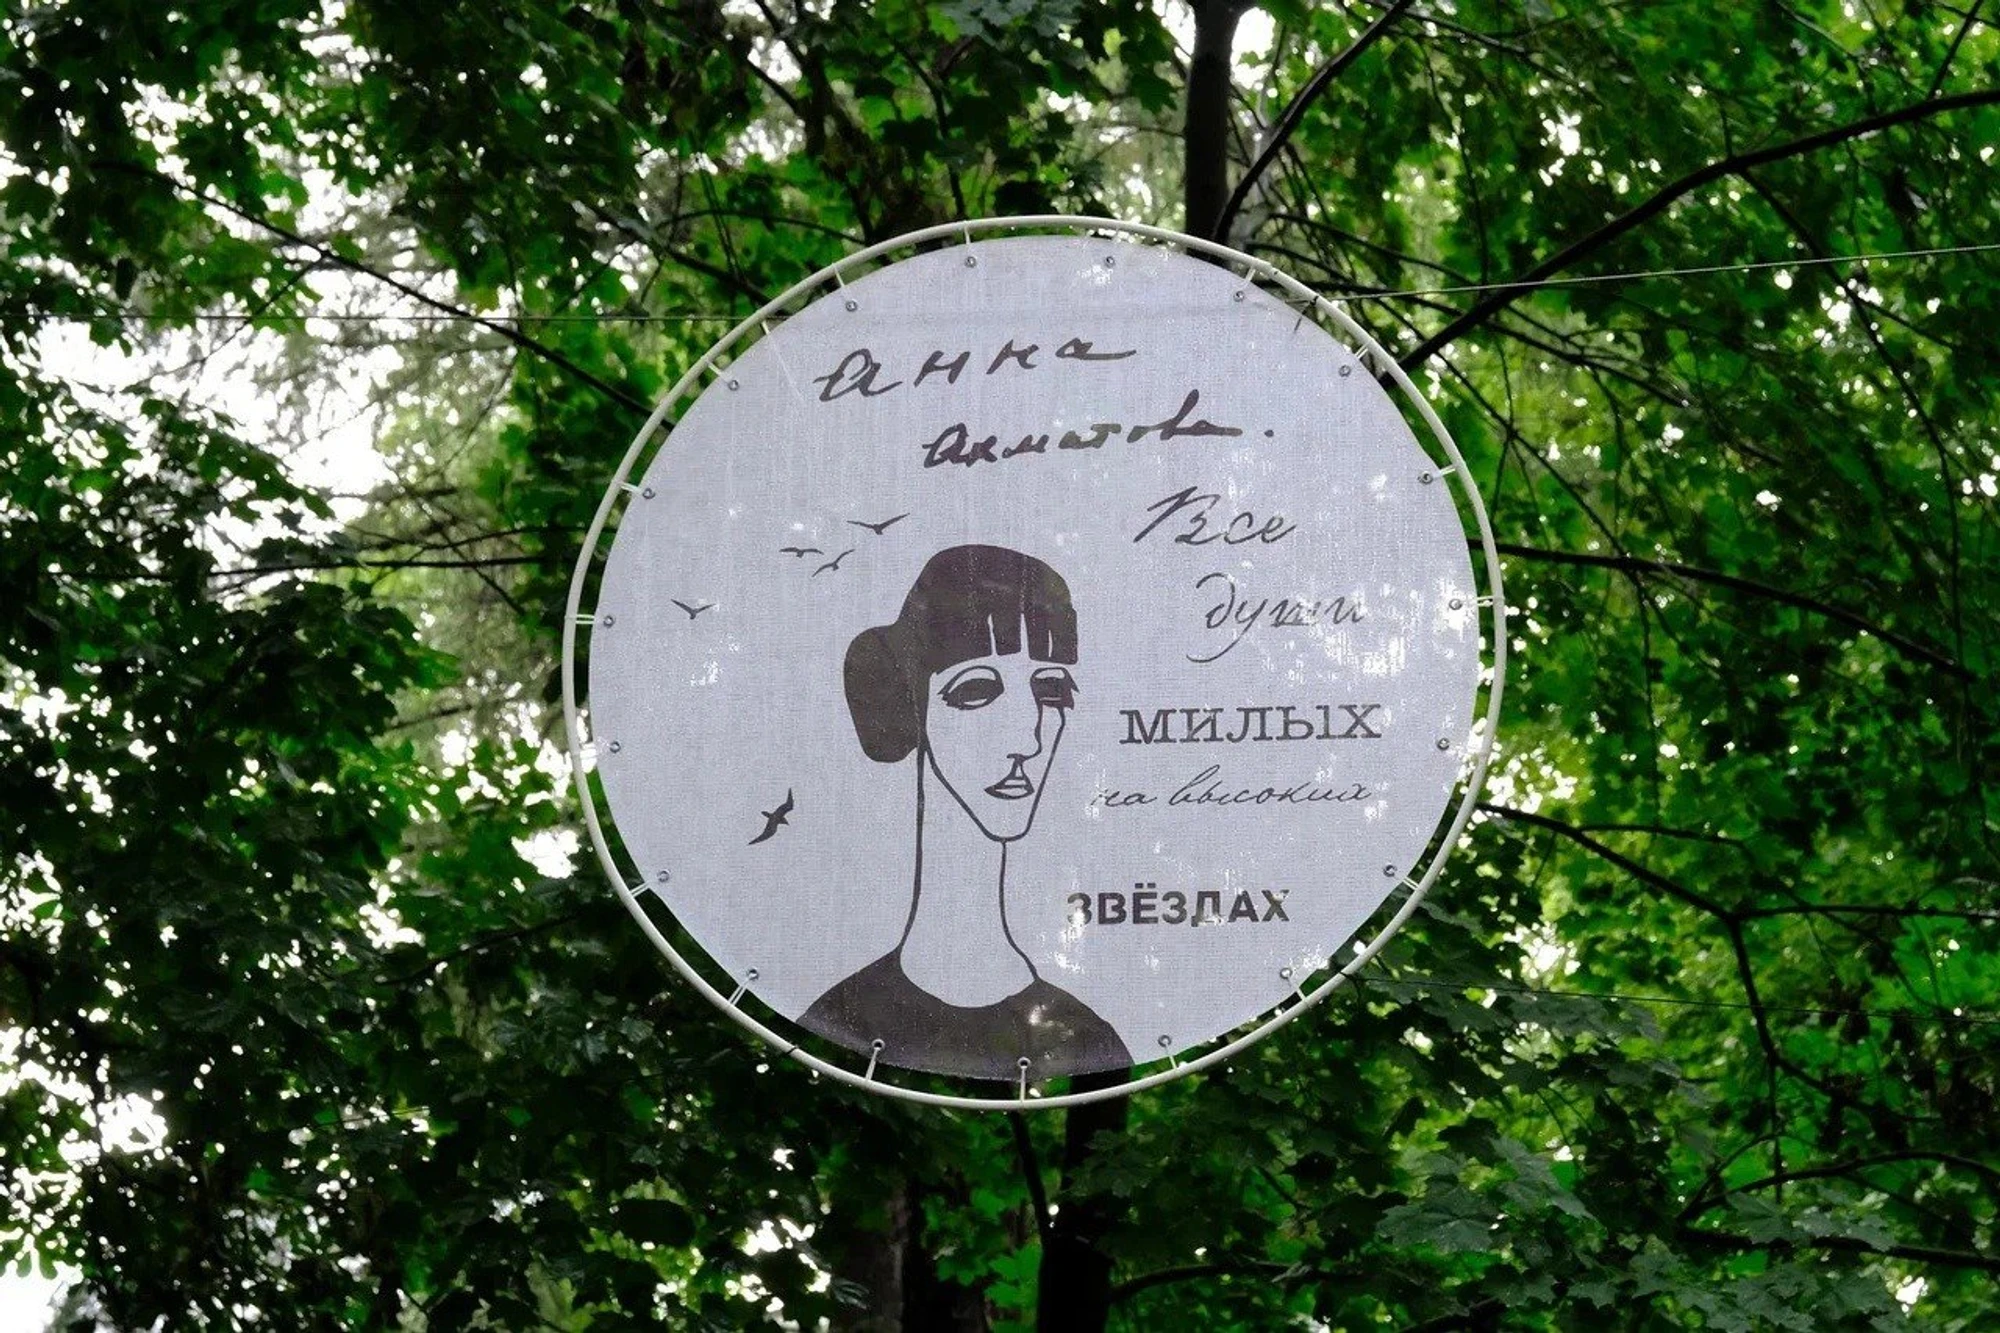 Анна
Ахматова.
Все
души
милых
на высоких
ЗВЁЗДАХ